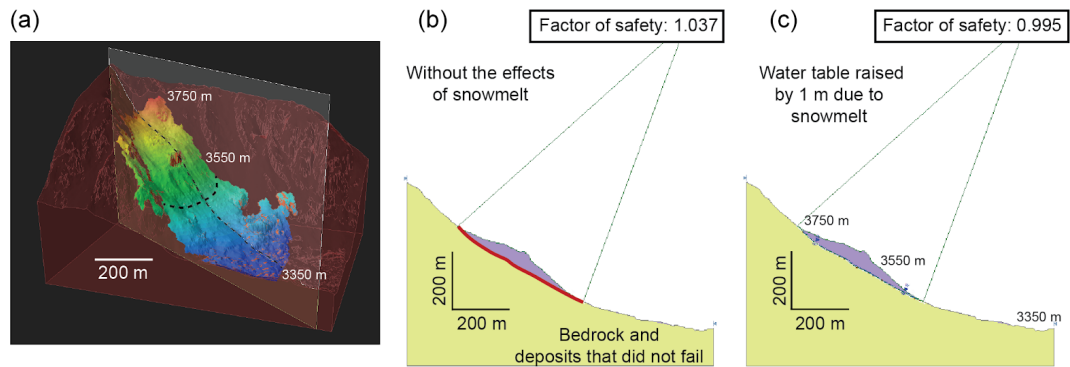 (a)
3750 m
3550 m
3350 m
200 m
(b)
Factor of safety: 1.037
Without the effects
of snowmelt
200 m
200 m
Bedrock and
deposits that did not fail
(c)
Factor of safety: 0.995
Water table raised
by 1 m due to
snowmelt
3750 m
3550 m
200 m
200 m
3350 m